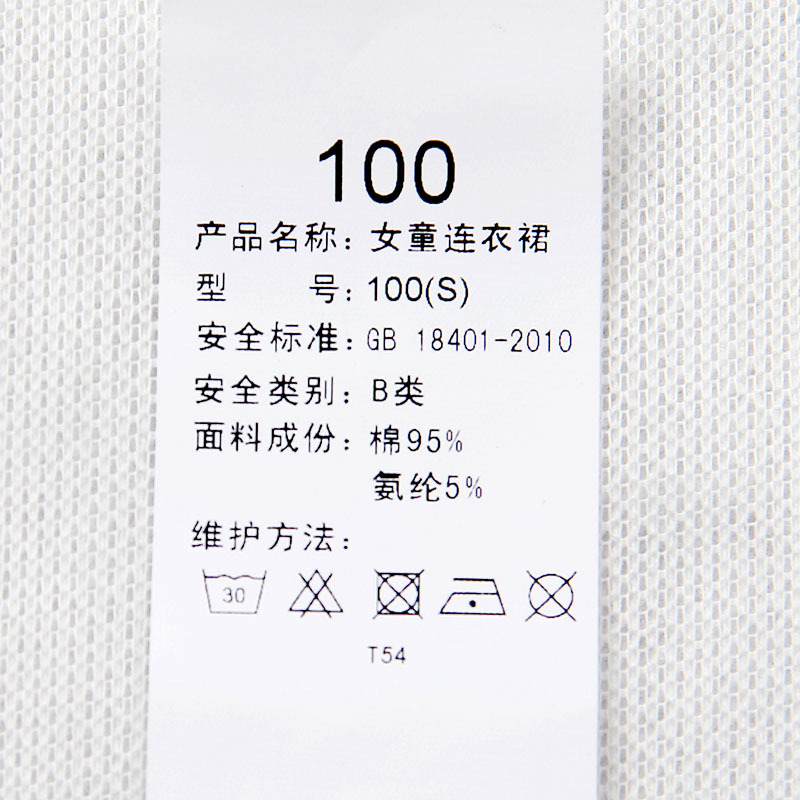 100
产品名称：女童连衣裙
型　　号：100(S)
安全标准：GB 18401-2010
安全类别：B类
面料成份：棉95%
氨纶5%
维护方法：
30
T54